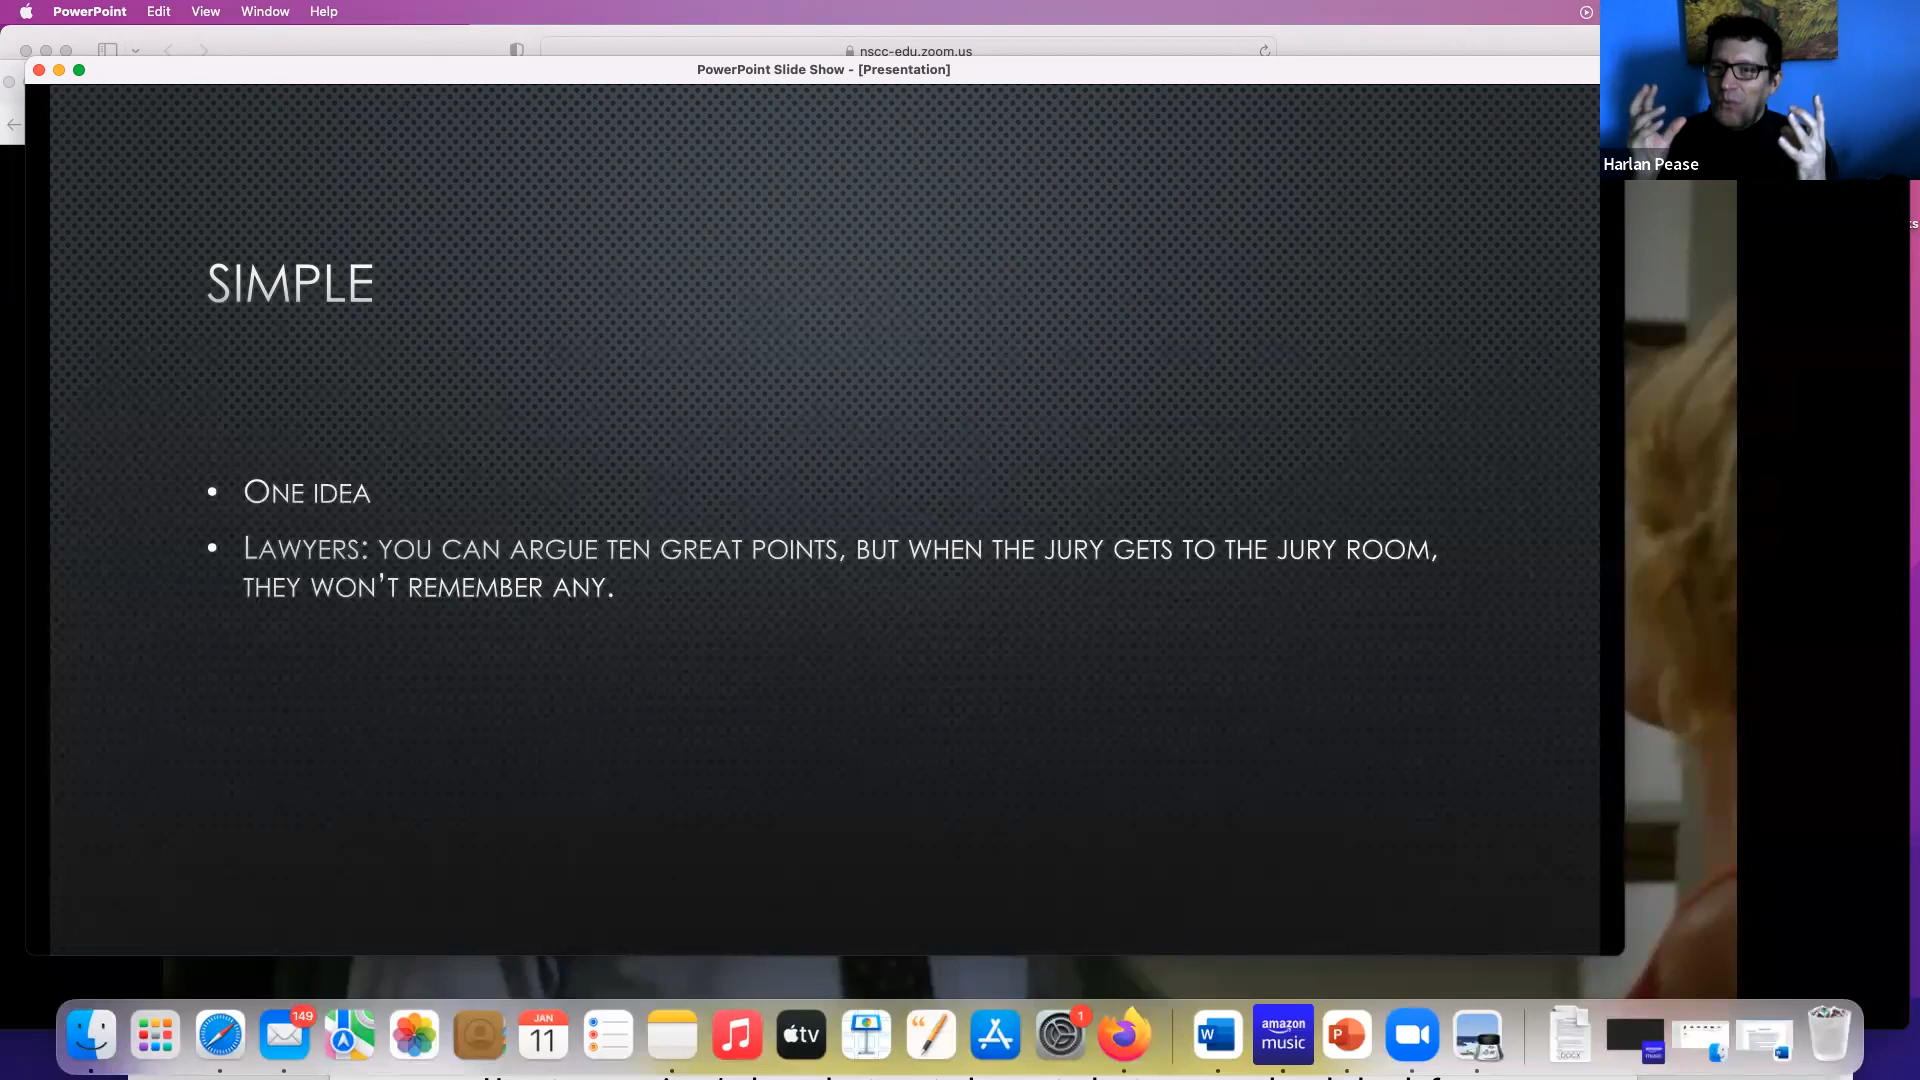 PowerPoint Edit View Window Help
nscc-edu.zoom.us
PowerPoint Slide Show - [Presentation]
Harlan Pease
SIMPLE
• ONE IDEA
• LAWYERS: YOU CAN ARGUE TEN GREAT POINTS, BUT WHEN THE JURY GETS TO THE JURY ROOM,
THEY WON'T REMEMBER ANY.
149
JAN
11
tv
1
W
amazon
music
P
DOCX